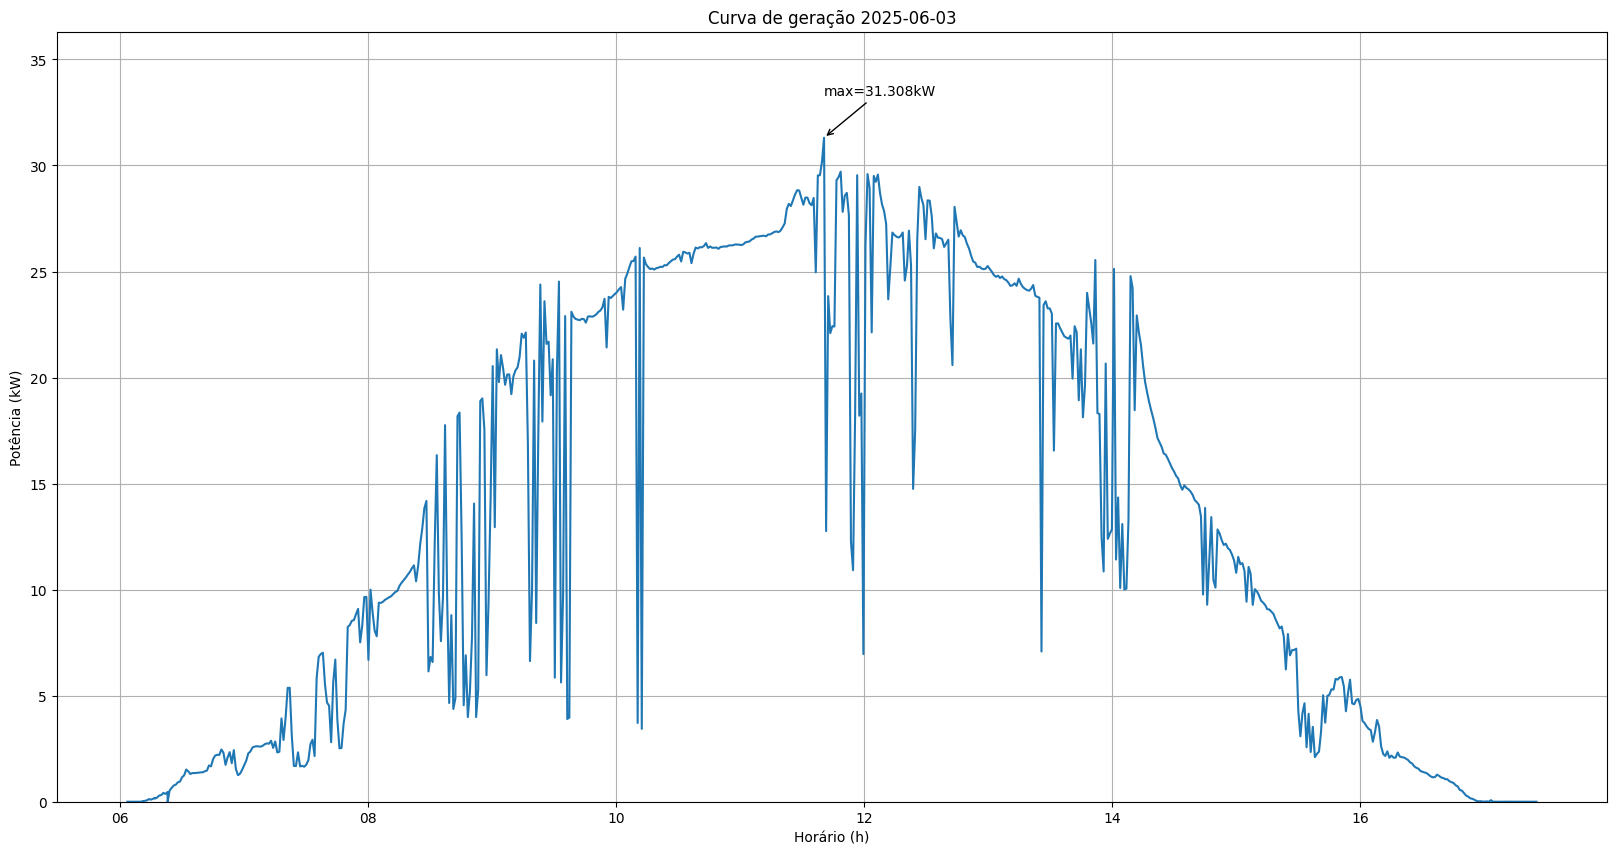 Curva de geração 2025-06-03
35
max=31.308kW
30
25
20
Potência (kW)
15
10
5
0
06 08 10 12 14 16
Horário (h)